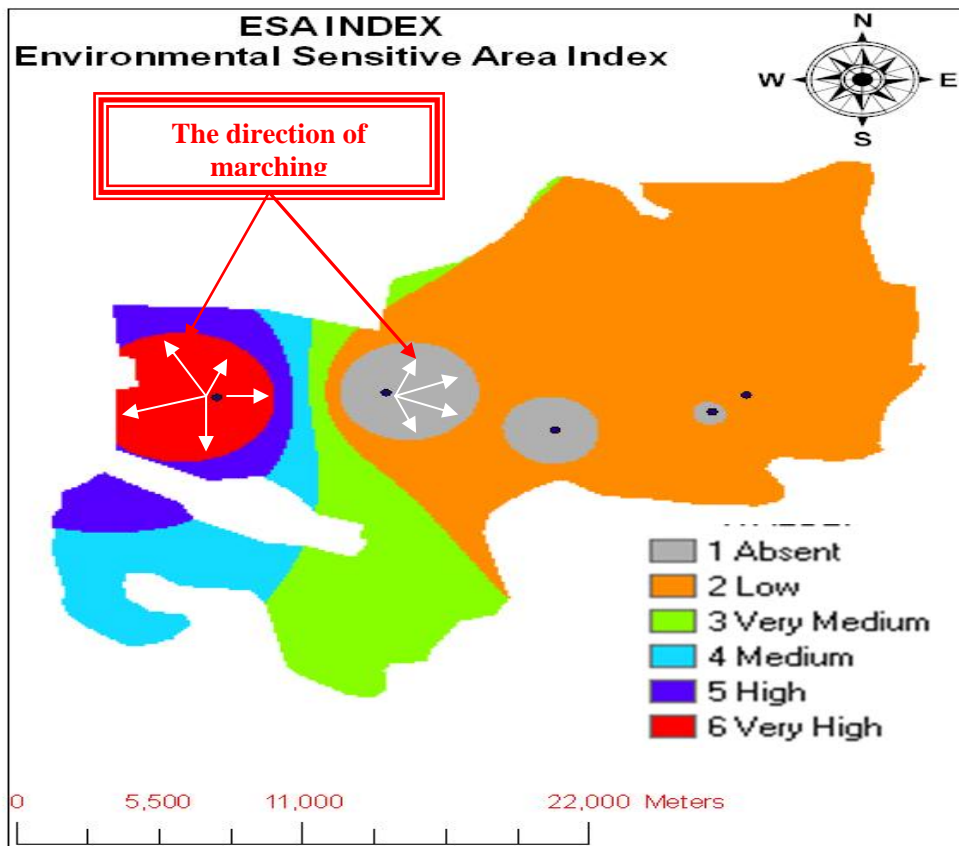 ESA INDEX
Environmental Sensitive Area Index
N
W
E
S
The direction of
marching
1 Absent
2 Low
3 Very Medium
4 Medium
5 High
6 Very High
0 5,500 11,000 22,000 Meters